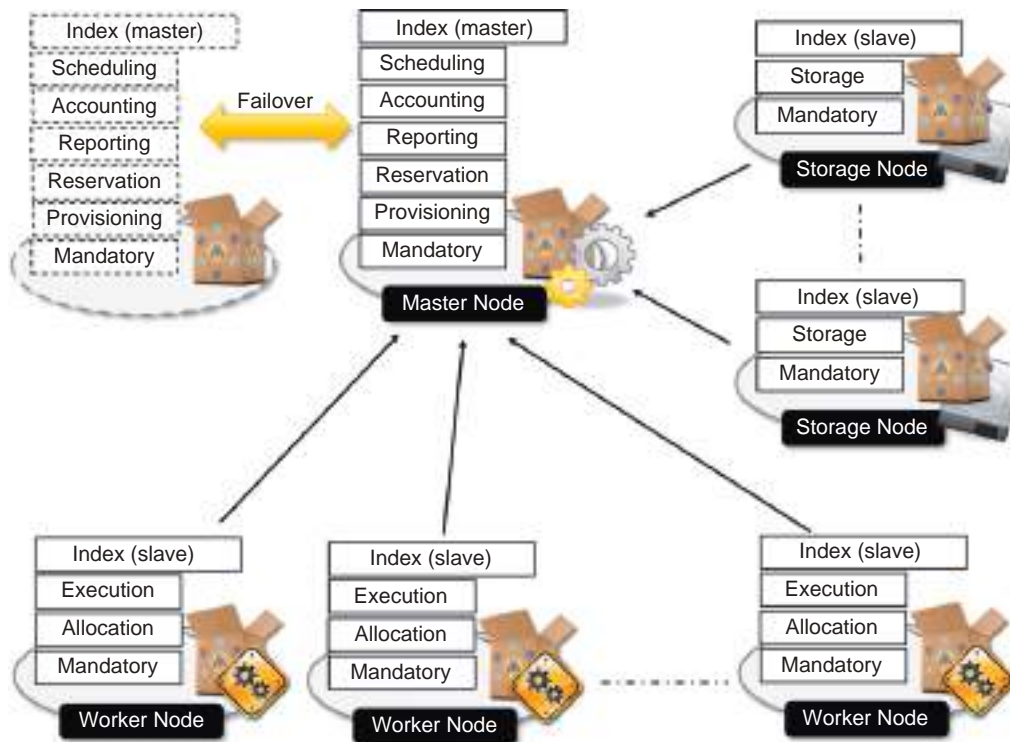 Index (master)
Scheduling
Accounting
Reporting
Reservation
Provisioning
Mandatory
Failover
Index (master)
Scheduling
Accounting
Reporting
Reservation
Provisioning
Mandatory
Master Node
Index (slave)
Storage
Mandatory
Storage Node
Index (slave)
Storage
Mandatory
Storage Node
Index (slave)
Execution
Allocation
Mandatory
Worker Node
Index (slave)
Execution
Allocation
Mandatory
Worker Node
Index (slave)
Execution
Allocation
Mandatory
Worker Node